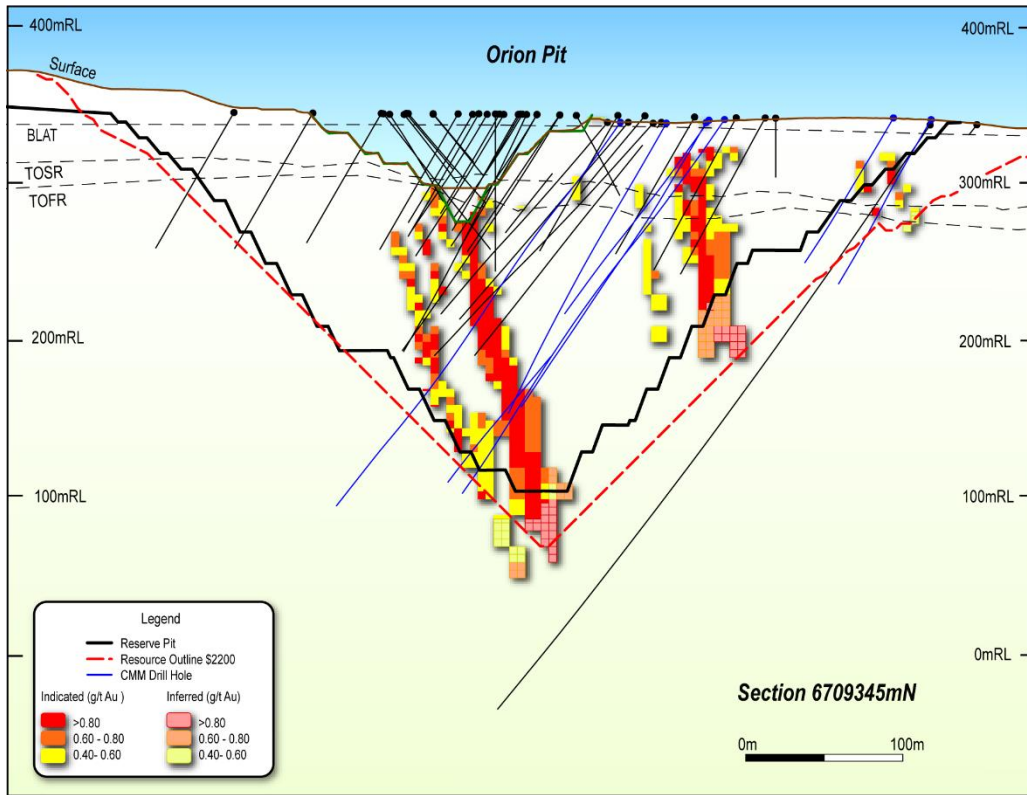 400mRL
400mRL
Orion Pit
Surface
BLAT
TOSR
TOFR
300mRL
200mRL
200mRL
100mRL
100mRL
0mRL
Legend
Reserve Pit
Resource Outline $2200
CMM Drill Hole
Indicated (g/t Au )
Inferred (g/t Au)
>0.80
>0.80
0.60 - 0.80
0.60 - 0.80
0.40- 0.60
0.40- 0.60
Section 6709345mN
0m
100m